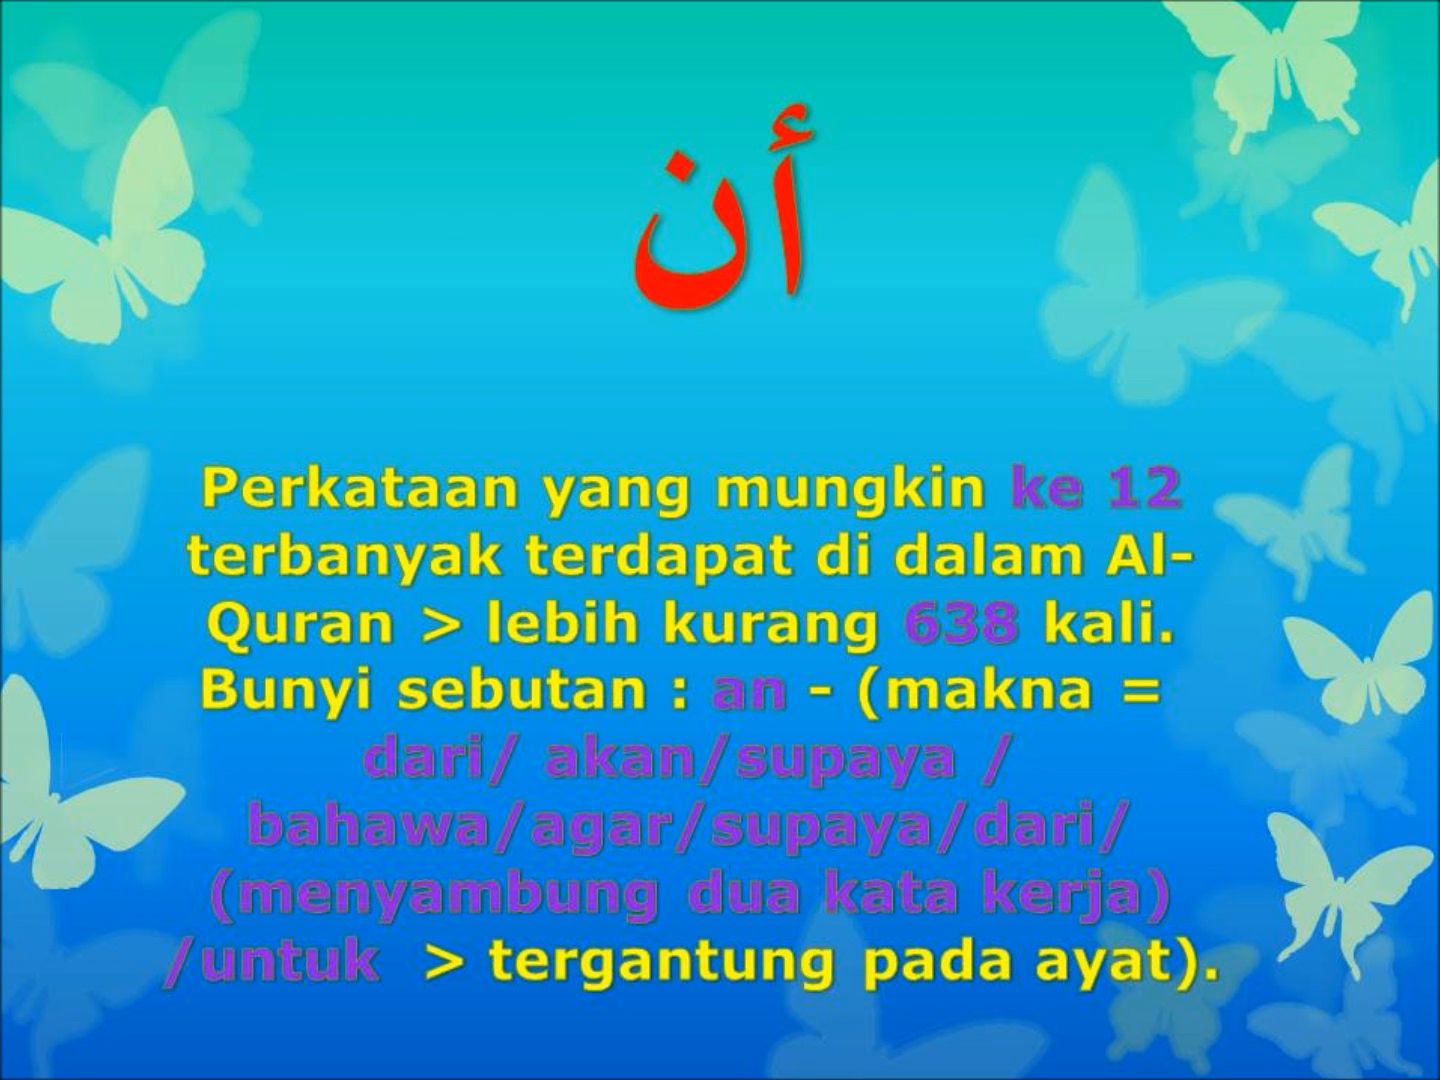 أن
Perkataan yang mungkin ke 12
terbanyak terdapat di dalam Al-
Quran > lebih kurang 638 kali.
Bunyi sebutan : an - (makna =
dari/ akan/supaya /
bahawa/agar/supaya/dari/
(menyambung dua kata kerja)
/untuk > tergantung pada ayat).